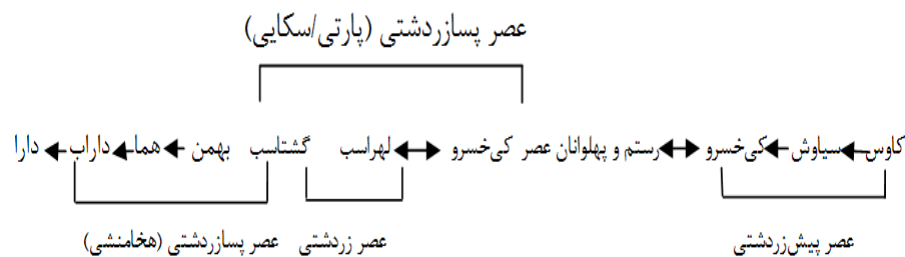 عصر پسازردشتی (پارتی/سکایی)
کاوس سیاوش کی‌خسرو رستم و پهلوانان عصر کی‌خسرو لهراسب گشتاسب بهمن هما داراب دارا
عصر پیش‌زردشتی عصر زردشتی عصر پسازردشتی (هخامنشی)